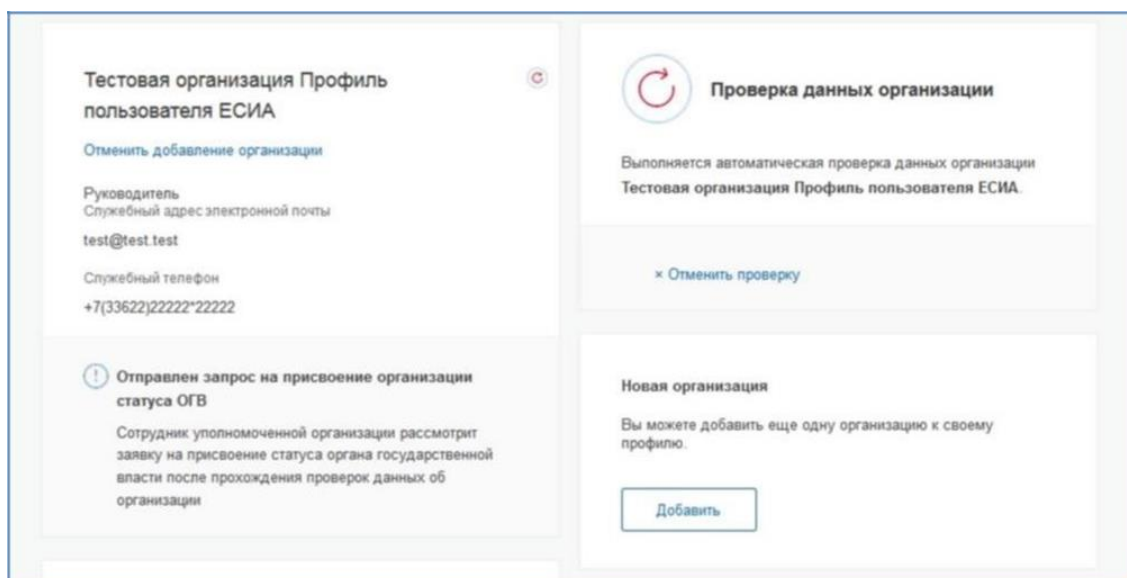 Тестовая организация Профиль
пользователя ЕСИА
Отменить добавление организации
Руководитель
Служебный адрес электронной почты
test@test.test
Служебный телефон
+7(33622)22222*22222
Отправлен запрос на присвоение организации
статуса ОГВ
Сотрудник уполномоченной организации рассмотрит
заявку на присвоение статуса органа государственной
власти после прохождения проверок данных об
организации
Проверка данных организации
Выполняется автоматическая проверка данных организации
Тестовая организация Профиль пользователя ЕСИА.
× Отменить проверку
Новая организация
Вы можете добавить еще одну организацию к своему
профилю.
Добавить